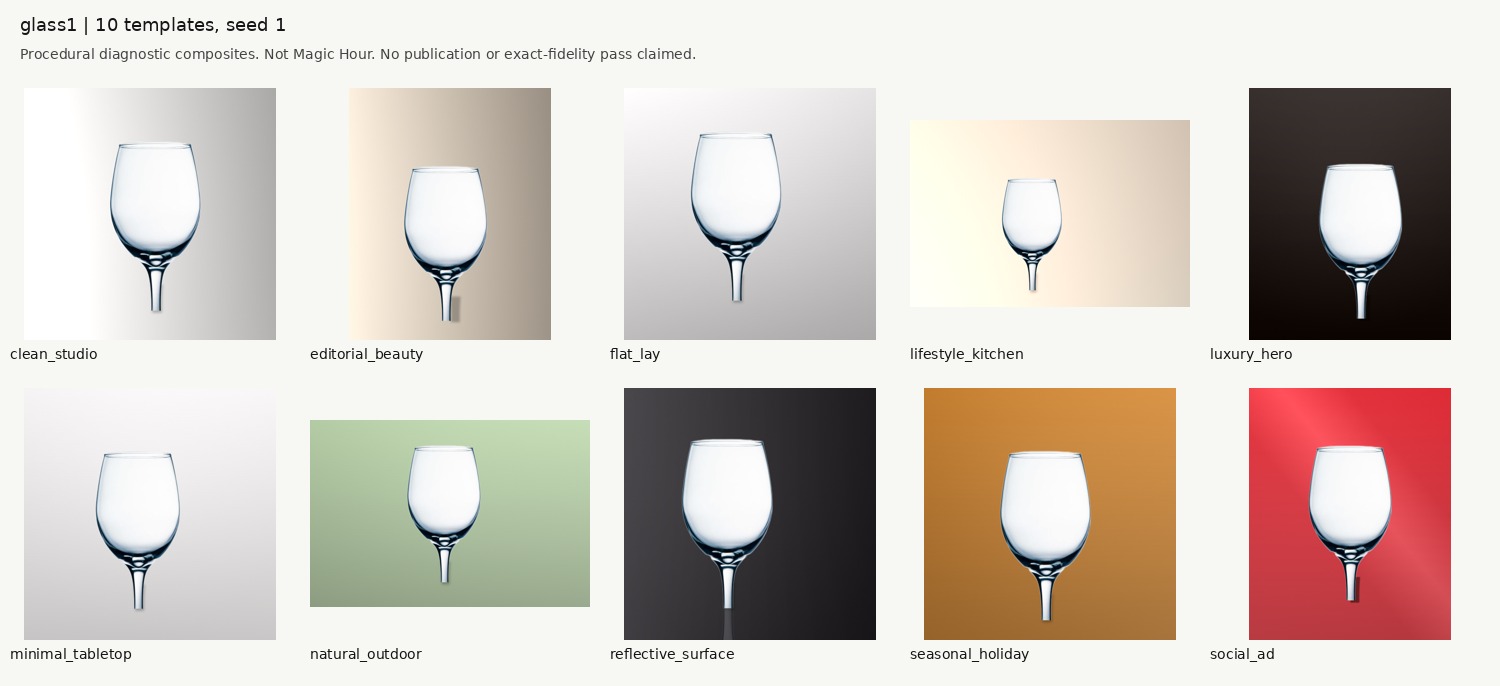 glass1 | 10 templates, seed 1
Procedural diagnostic composites. Not Magic Hour. No publication or exact-fidelity pass claimed.
clean_studio
editorial_beauty
flat_lay
lifestyle_kitchen
luxury_hero
minimal_tabletop
natural_outdoor
reflective_surface
seasonal_holiday
social_ad